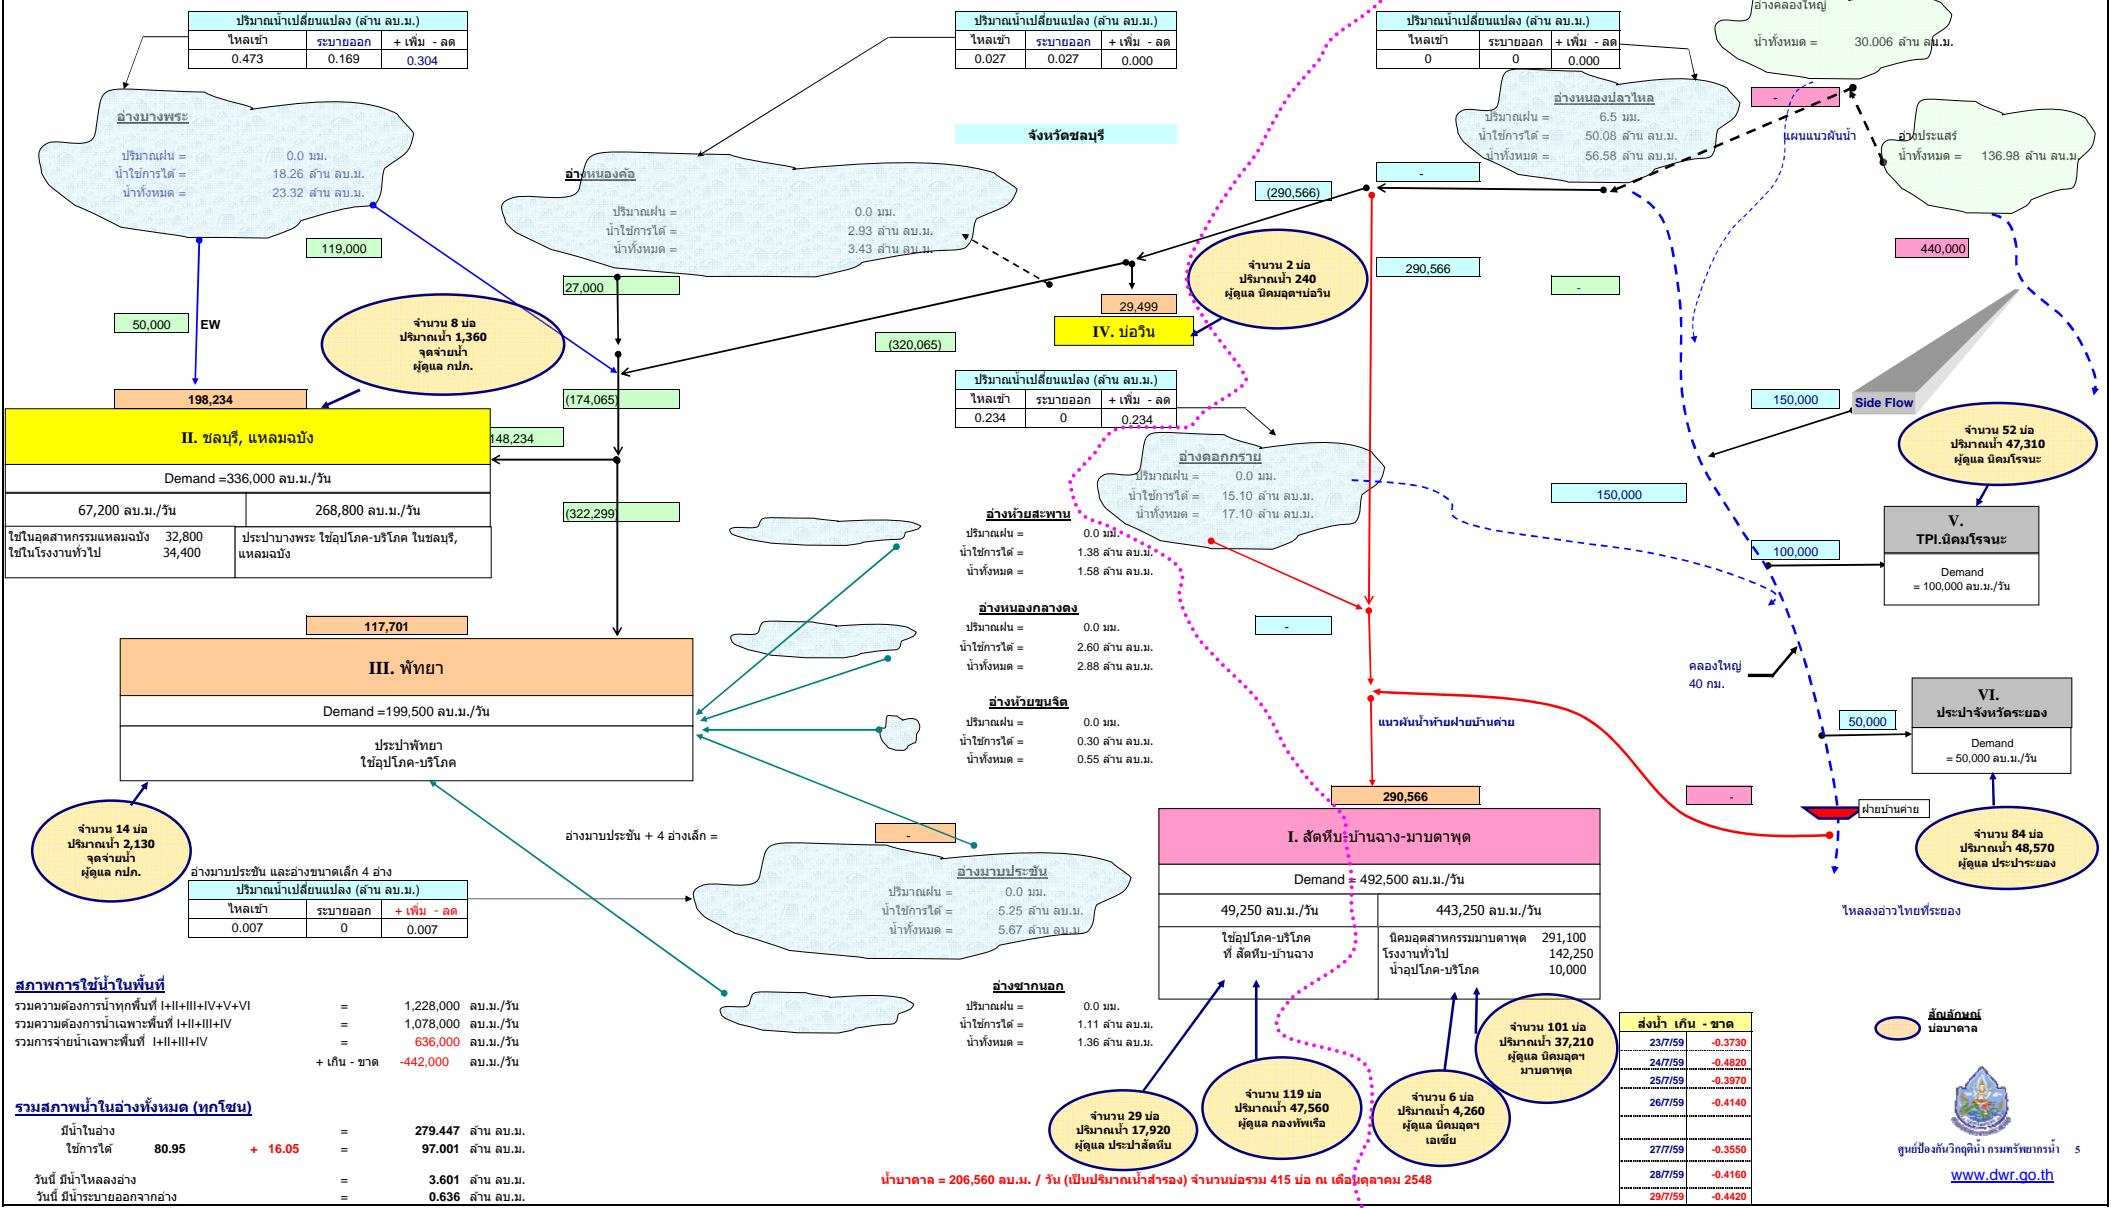 ปริมาณน้ำเปลี่ยนแปลง (ล้าน ลบ.ม.)
ไหลเข้า ระบายออก + เพิ่ม - ลด
0.473 0.169 0.304
ปริมาณน้ำเปลี่ยนแปลง (ล้าน ลบ.ม.)
ไหลเข้า ระบายออก + เพิ่ม - ลด
0.027 0.027 0.000
ปริมาณน้ำเปลี่ยนแปลง (ล้าน ลบ.ม.)
ไหลเข้า ระบายออก + เพิ่ม - ลด
0 0 0.000
อ่างคลองใหญ่
น้ำทั้งหมด = 30.006 ล้าน ลบ.ม.
อ่างบางพระ
ปริมาณฝน = 0.0 มม.
น้ำใช้การได้ = 18.26 ล้าน ลบ.ม.
น้ำทั้งหมด = 23.32 ล้าน ลบ.ม.
จังหวัดชลบุรี
อ่างหนองค้อ
ปริมาณฝน = 0.0 มม.
น้ำใช้การได้ = 2.93 ล้าน ลบ.ม.
น้ำทั้งหมด = 3.43 ล้าน ลบ.ม.
อ่างหนองปลาไหล
ปริมาณฝน = 6.5 มม.
น้ำใช้การได้ = 50.08 ล้าน ลบ.ม.
น้ำทั้งหมด = 56.58 ล้าน ลบ.ม.
-
แผนแนวผันน้ำ
อ่างประแสร์
น้ำทั้งหมด = 136.98 ล้าน ลบ.ม.
-
(290,566)
119,000
440,000
290,566
-
27,000
29,499
IV. บ่อวิน
จำนวน 2 บ่อ
ปริมาณน้ำ 240
ผู้ดูแล นิคมอุตฯบ่อวิน
50,000 EW
จำนวน 8 บ่อ
ปริมาณน้ำ 1,360
จุดจ่ายน้ำ
ผู้ดูแล กปภ.
(320,065)
198,234
(174,065)
148,234
(322,299)
II. ชลบุรี, แหลมฉบัง
Demand =336,000 ลบ.ม./วัน
67,200 ลบ.ม./วัน 268,800 ลบ.ม./วัน
ใช้ในอุตสาหกรรมแหลมฉบัง 32,800
ใช้ในโรงงานทั่วไป 34,400
ประปาบางพระ ใช้อุปโภค-บริโภค ในชลบุรี,
แหลมฉบัง
ปริมาณน้ำเปลี่ยนแปลง (ล้าน ลบ.ม.)
ไหลเข้า ระบายออก + เพิ่ม - ลด
0.234 0 0.234
อ่างดอกกราย
ปริมาณฝน = 0.0 มม.
น้ำใช้การได้ = 15.10 ล้าน ลบ.ม.
น้ำทั้งหมด = 17.10 ล้าน ลบ.ม.
150,000
Side Flow
จำนวน 52 บ่อ
ปริมาณน้ำ 47,310
ผู้ดูแล นิคมโรจนะ
150,000
100,000
V.
TPI.นิคมโรจนะ
Demand
= 100,000 ลบ.ม./วัน
อ่างห้วยสะพาน
ปริมาณฝน = 0.0 มม.
น้ำใช้การได้ = 1.38 ล้าน ลบ.ม.
น้ำทั้งหมด = 1.58 ล้าน ลบ.ม.
อ่างหนองกลางดง
ปริมาณฝน = 0.0 มม.
น้ำใช้การได้ = 2.60 ล้าน ลบ.ม.
น้ำทั้งหมด = 2.88 ล้าน ลบ.ม.
อ่างห้วยขุนจิต
ปริมาณฝน = 0.0 มม.
น้ำใช้การได้ = 0.30 ล้าน ลบ.ม.
น้ำทั้งหมด = 0.55 ล้าน ลบ.ม.
117,701
III. พัทยา
Demand =199,500 ลบ.ม./วัน
ประปาพัทยา
ใช้อุปโภค-บริโภค
-
คลองใหญ่
40 กม.
แนวผันน้ำท้ายฝายบ้านค่าย
50,000
VI.
ประปาจังหวัดระยอง
Demand
= 50,000 ลบ.ม./วัน
290,566
-
ฝายบ้านค่าย
จำนวน 84 บ่อ
ปริมาณน้ำ 48,570
ผู้ดูแล ประปาระยอง
ไหลลงอ่าวไทยที่ระยอง
จำนวน 14 บ่อ
ปริมาณน้ำ 2,130
จุดจ่ายน้ำ
ผู้ดูแล กปภ.
อ่างมาบประชัน + 4 อ่างเล็ก = -
อ่างมาบประชัน และอ่างขนาดเล็ก 4 อ่าง
ปริมาณน้ำเปลี่ยนแปลง (ล้าน ลบ.ม.)
ไหลเข้า ระบายออก + เพิ่ม - ลด
0.007 0 0.007
อ่างมาบประชัน
ปริมาณฝน = 0.0 มม.
น้ำใช้การได้ = 5.25 ล้าน ลบ.ม.
น้ำทั้งหมด = 5.67 ล้าน ลบ.ม.
I. สัตหีบ-บ้านฉาง-มาบตาพุด
Demand = 492,500 ลบ.ม./วัน
49,250 ลบ.ม./วัน 443,250 ลบ.ม./วัน
ใช้อุปโภค-บริโภค
ที่ สัตหีบ-บ้านฉาง
นิคมอุตสาหกรรมมาบตาพุด 291,100
โรงงานทั่วไป 142,250
น้ำอุปโภค-บริโภค 10,000
อ่างซากนอก
ปริมาณฝน = 0.0 มม.
น้ำใช้การได้ = 1.11 ล้าน ลบ.ม.
น้ำทั้งหมด = 1.36 ล้าน ลบ.ม.
สภาพการใช้น้ำในพื้นที่
รวมความต้องการน้ำทุกพื้นที่ I+II+III+IV+V+VI = 1,228,000 ลบ.ม./วัน
รวมความต้องการน้ำเฉพาะพื้นที่ I+II+III+IV = 1,078,000 ลบ.ม./วัน
รวมการจ่ายน้ำเฉพาะพื้นที่ I+II+III+IV = 636,000 ลบ.ม./วัน
+ เกิน - ขาด -442,000 ลบ.ม./วัน
รวมสภาพน้ำในอ่างทั้งหมด (ทุกโซน)
มีน้ำในอ่าง = 279.447 ล้าน ลบ.ม.
ใช้การได้ 80.95 + 16.05 = 97.001 ล้าน ลบ.ม.
วันนี้ มีน้ำไหลลงอ่าง = 3.601 ล้าน ลบ.ม.
วันนี้ มีน้ำระบายออกจากอ่าง = 0.636 ล้าน ลบ.ม.
จำนวน 29 บ่อ
ปริมาณน้ำ 17,920
ผู้ดูแล ประปาสัตหีบ
จำนวน 119 บ่อ
ปริมาณน้ำ 47,560
ผู้ดูแล กองทัพเรือ
จำนวน 6 บ่อ
ปริมาณน้ำ 4,260
ผู้ดูแล นิคมอุตฯ
เอเซีย
จำนวน 101 บ่อ
ปริมาณน้ำ 37,210
ผู้ดูแล นิคมอุตฯ
มาบตาพุด
น้ำบาดาล = 206,560 ลบ.ม. / วัน (เป็นปริมาณน้ำสำรอง) จำนวนบ่อรวม 415 บ่อ ณ เดือนตุลาคม 2548
ส่งน้ำ เกิน - ขาด
23/7/59 -0.3730
24/7/59 -0.4820
25/7/59 -0.3970
26/7/59 -0.4140
27/7/59 -0.3550
28/7/59 -0.4160
29/7/59 -0.4420
สัญลักษณ์
บ่อบาดาล
ศูนย์ป้องกันวิกฤติน้ำ กรมทรัพยากรน้ำ 5
www.dwr.go.th